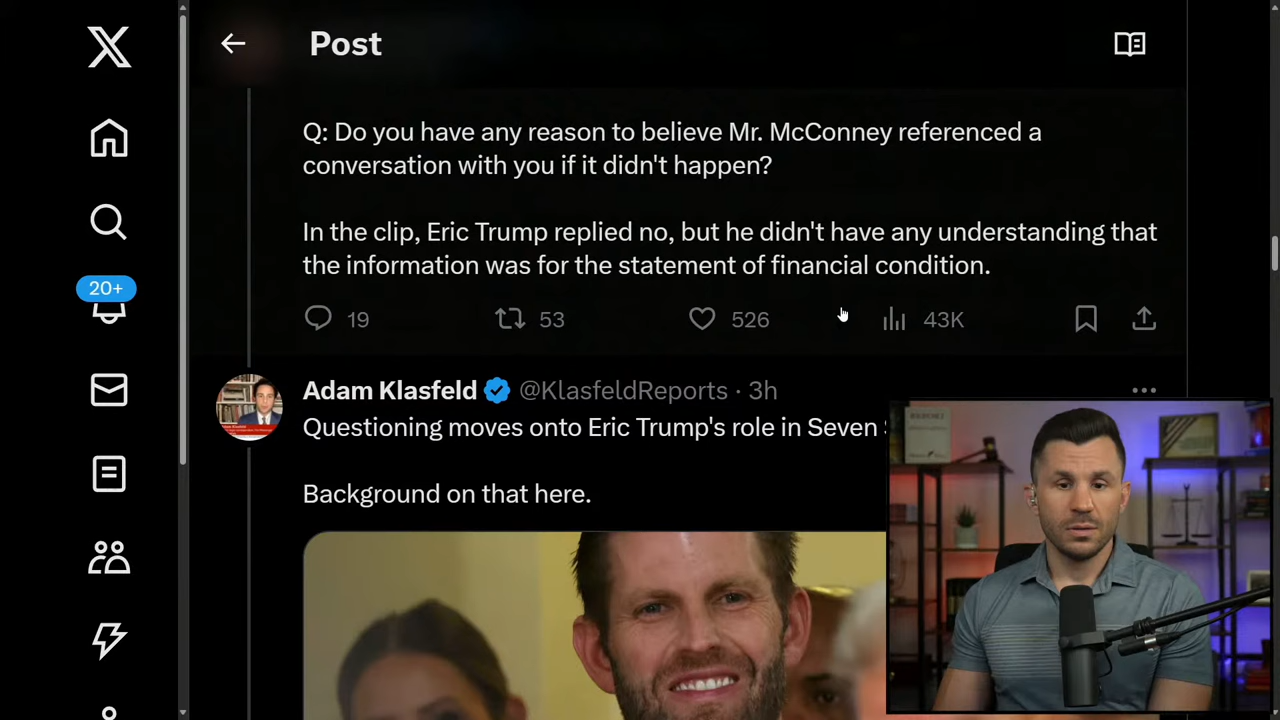 Post
Q: Do you have any reason to believe Mr. McConney referenced a
conversation with you if it didn't happen?
In the clip, Eric Trump replied no, but he didn't have any understanding that
the information was for the statement of financial condition.
19 53 526 43K
20+
Adam Klasfeld @KlasfeldReports · 3h
Questioning moves onto Eric Trump's role in Seven
Background on that here.